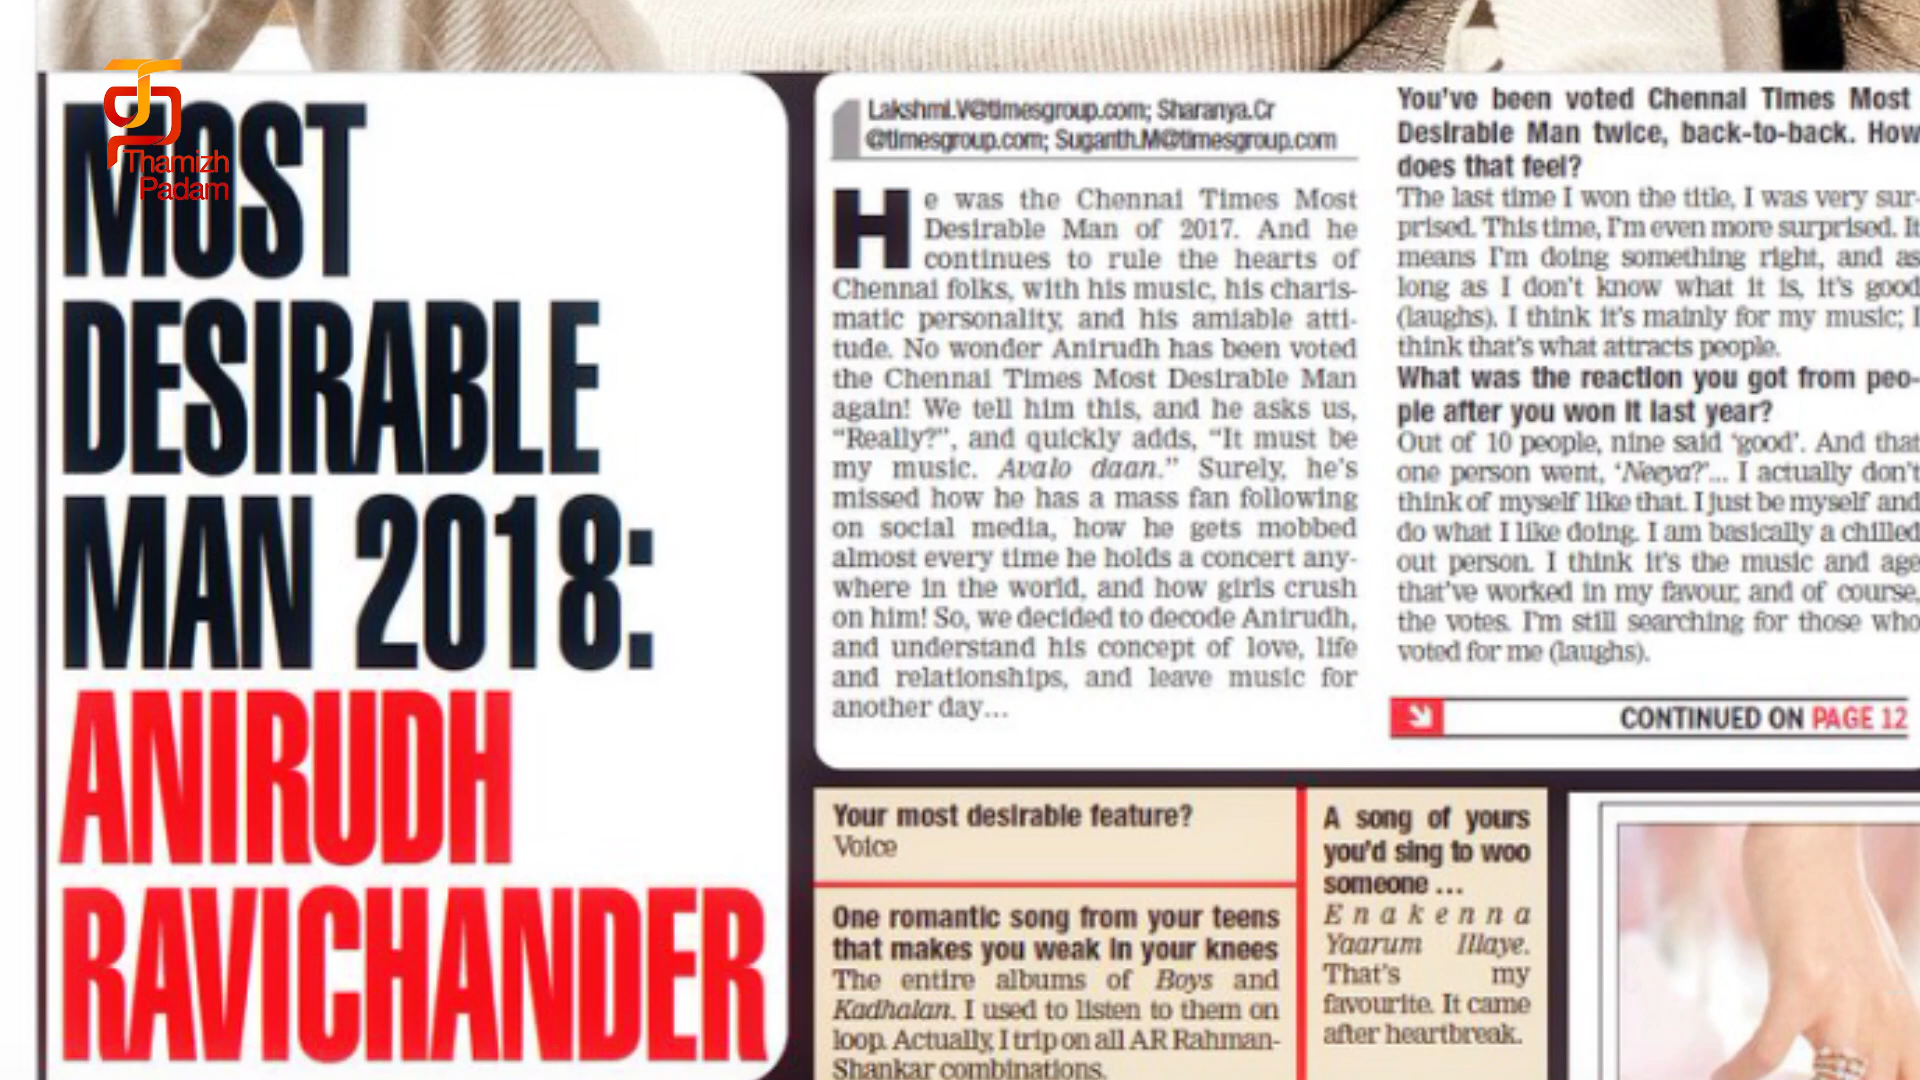 Thamizh
Padam
MOST
DESIRABLE
MAN 2018:
ANIRUDH
RAVICHANDER
Lakshmi.V@timesgroup.com; Sharanya.Cr
@timesgroup.com; Suganth.M@timesgroup.com
He was the Chennai Times Most
Desirable Man of 2017. And he
continues to rule the hearts of
Chennai folks, with his music, his charis-
matic personality, and his amiable atti-
tude. No wonder Anirudh has been voted
the Chennai Times Most Desirable Man
again! We tell him this, and he asks us,
“Really?”, and quickly adds, “It must be
my music. Avalo daan.” Surely, he’s
missed how he has a mass fan following
on social media, how he gets mobbed
almost every time he holds a concert any-
where in the world, and how girls crush
on him! So, we decided to decode Anirudh,
and understand his concept of love, life
and relationships, and leave music for
another day...
You’ve been voted Chennai Times Most
Desirable Man twice, back-to-back. How
does that feel?
The last time I won the title, I was very sur-
prised. This time, I’m even more surprised. It
means I’m doing something right, and as
long as I don’t know what it is, it’s good
(laughs). I think it’s mainly for my music; I
think that’s what attracts people.
What was the reaction you got from peo-
ple after you won it last year?
Out of 10 people, nine said ‘good’. And that
one person went, ‘Neeya?’... I actually don’t
think of myself like that. I just be myself and
do what I like doing. I am basically a chilled
out person. I think it’s the music and age
that’ve worked in my favour, and of course,
the votes. I’m still searching for those who
voted for me (laughs).
CONTINUED ON PAGE 12
Your most desirable feature?
Voice
One romantic song from your teens
that makes you weak in your knees
The entire albums of Boys and
Kadhalan. I used to listen to them on
loop. Actually, I trip on all AR Rahman-
Shankar combinations.
A song of yours
you’d sing to woo
someone ...
Enakenna
Yaarum Illaye.
That’s my
favourite. It came
after heartbreak.